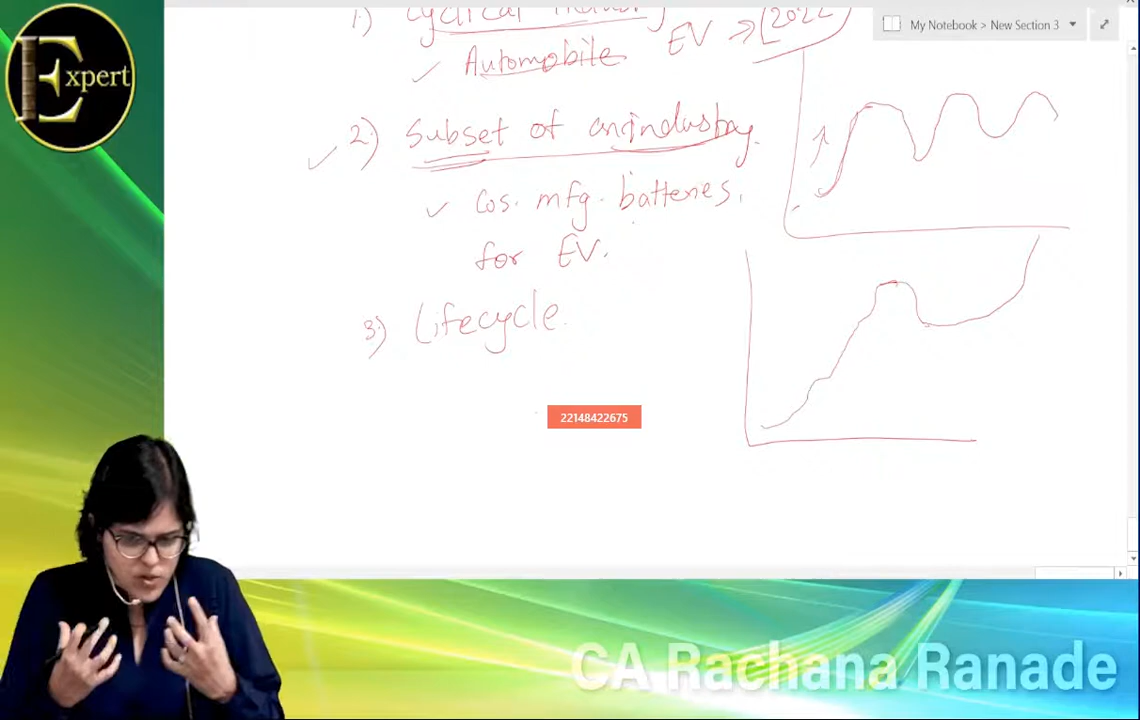 Expert
My Notebook > New Section 3
1.) Cyclical
EV → [2022
✓ Automobile
✓ 2.) Subset of an industry.
✓ Cos. mfg. batteries,
for EV.
3.) Lifecycle.
22148422675
CA Rachana Ranade